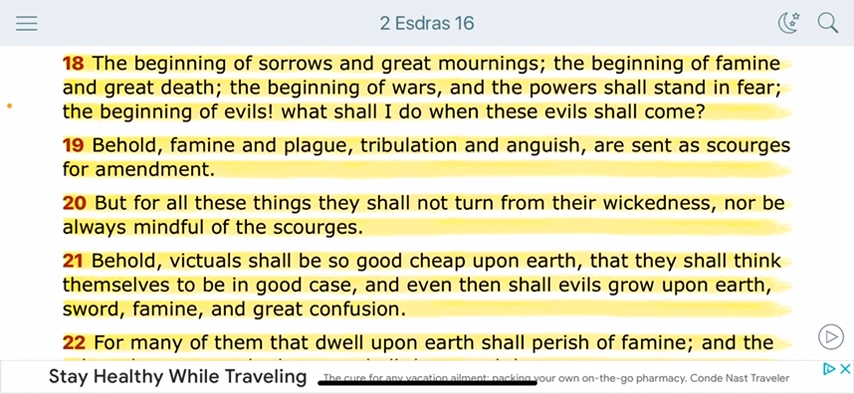 2 Esdras 16
18 The beginning of sorrows and great mournings; the beginning of famine
and great death; the beginning of wars, and the powers shall stand in fear;
the beginning of evils! what shall I do when these evils shall come?
19 Behold, famine and plague, tribulation and anguish, are sent as scourges
for amendment.
20 But for all these things they shall not turn from their wickedness, nor be
always mindful of the scourges.
21 Behold, victuals shall be so good cheap upon earth, that they shall think
themselves to be in good case, and even then shall evils grow upon earth,
sword, famine, and great confusion.
22 For many of them that dwell upon earth shall perish of famine; and the
Stay Healthy While Traveling
The cure for any vacation ailment: packing your own on-the-go pharmacy. Conde Nast Traveler